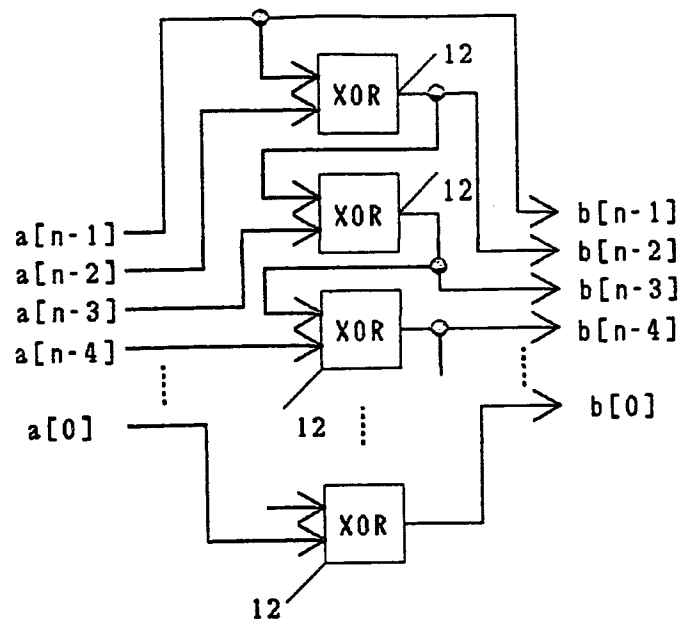 12
XOR
12
XOR
a[n-1]
b[n-1]
a[n-2]
b[n-2]
a[n-3]
b[n-3]
XOR
a[n-4]
b[n-4]
a[0]
12
b[0]
XOR
12